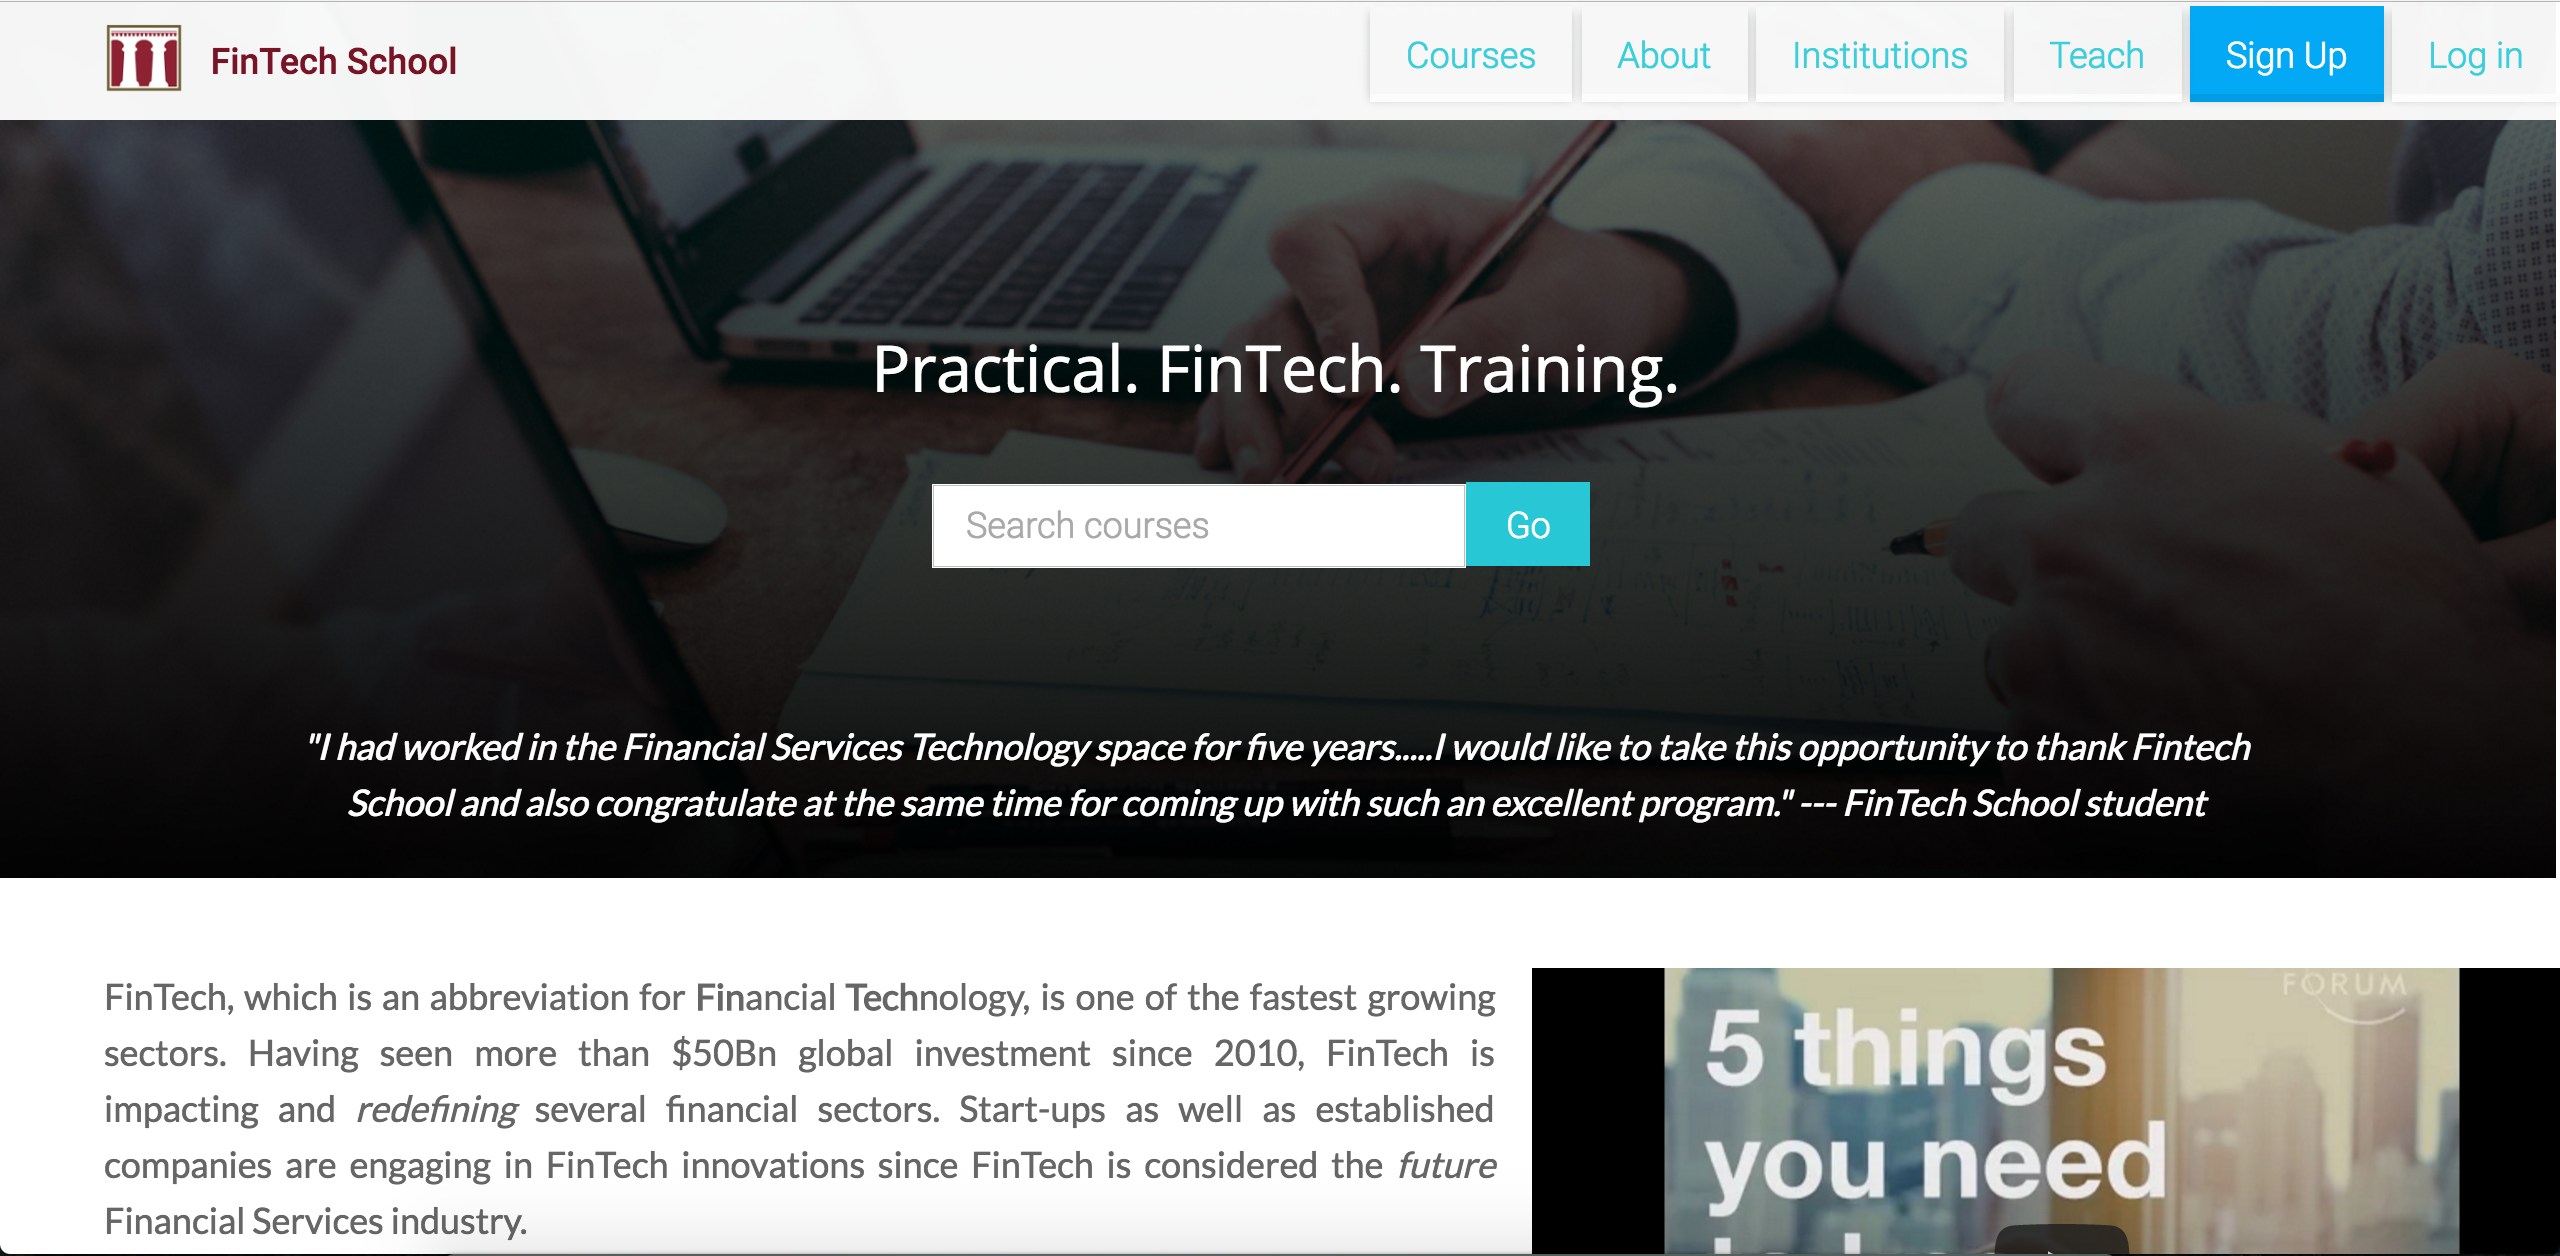 FinTech School
Courses
About
Institutions
Teach
Sign Up
Log in
Practical. FinTech. Training.
Search courses
Go
"I had worked in the Financial Services Technology space for five years.....I would like to take this opportunity to thank Fintech
School and also congratulate at the same time for coming up with such an excellent program." --- FinTech School student
FinTech, which is an abbreviation for Financial Technology, is one of the fastest growing
sectors. Having seen more than $50Bn global investment since 2010, FinTech is
impacting and redefining several financial sectors. Start-ups as well as established
companies are engaging in FinTech innovations since FinTech is considered the future
Financial Services industry.
FORUM
5 things
you need